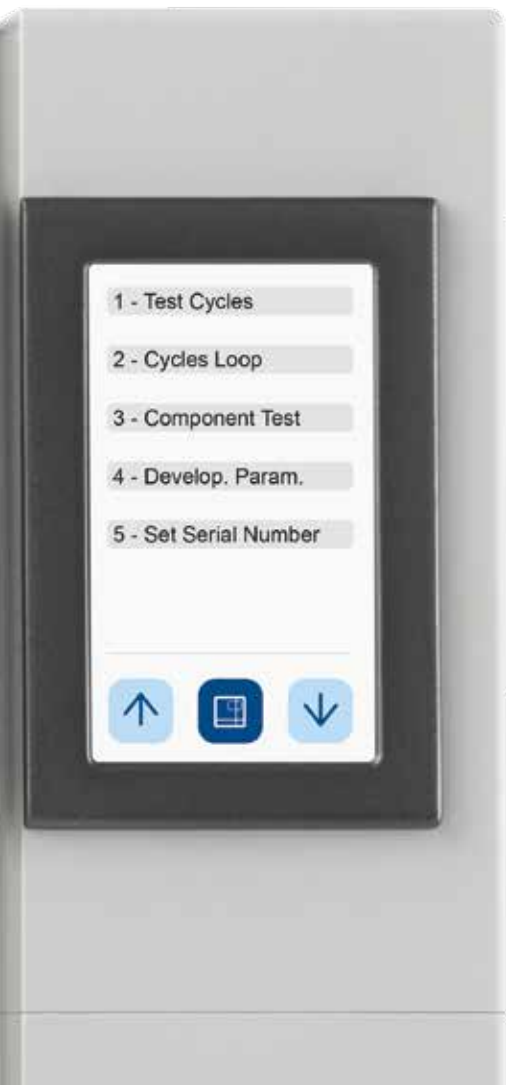 1 - Test Cycles
2 - Cycles Loop
3 - Component Test
4 - Develop. Param.
5 - Set Serial Number